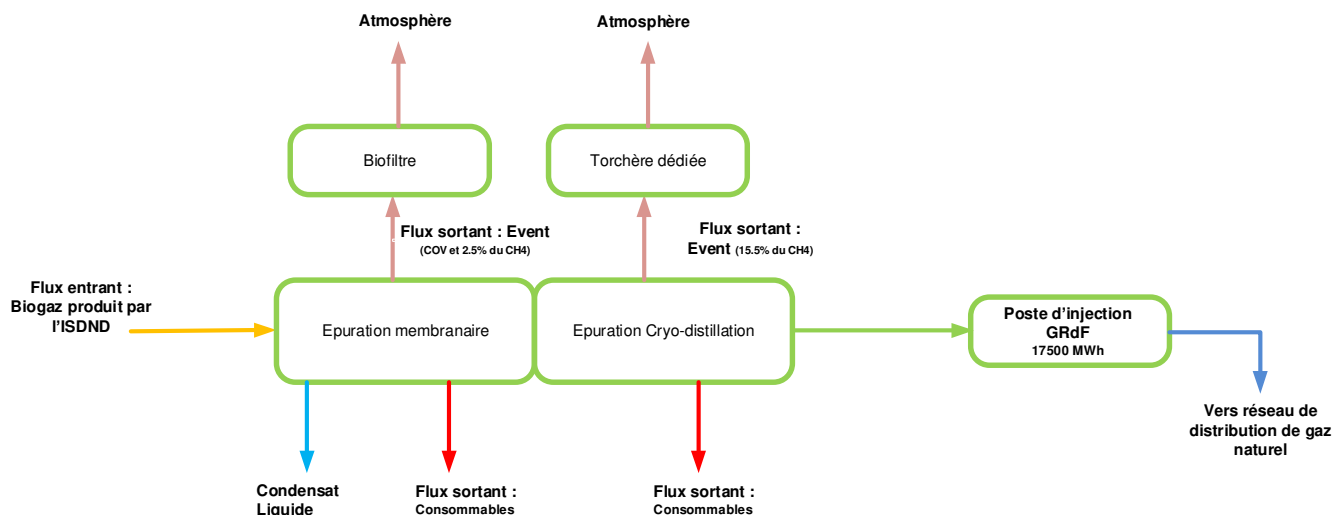 Atmosphère
Atmosphère
Biofiltre
Torchère dédiée
Flux sortant : Event
(COV et 2.5% du CH4)
Flux sortant :
Event (15.5% du CH4)
Flux entrant :
Biogaz produit par
l'ISDND
Epuration membranaire
Epuration Cryo-distillation
Poste d'injection
GRdF
17500 MWh
Vers réseau de
distribution de gaz
naturel
Condensat
Liquide
Flux sortant :
Consommables
Flux sortant :
Consommables